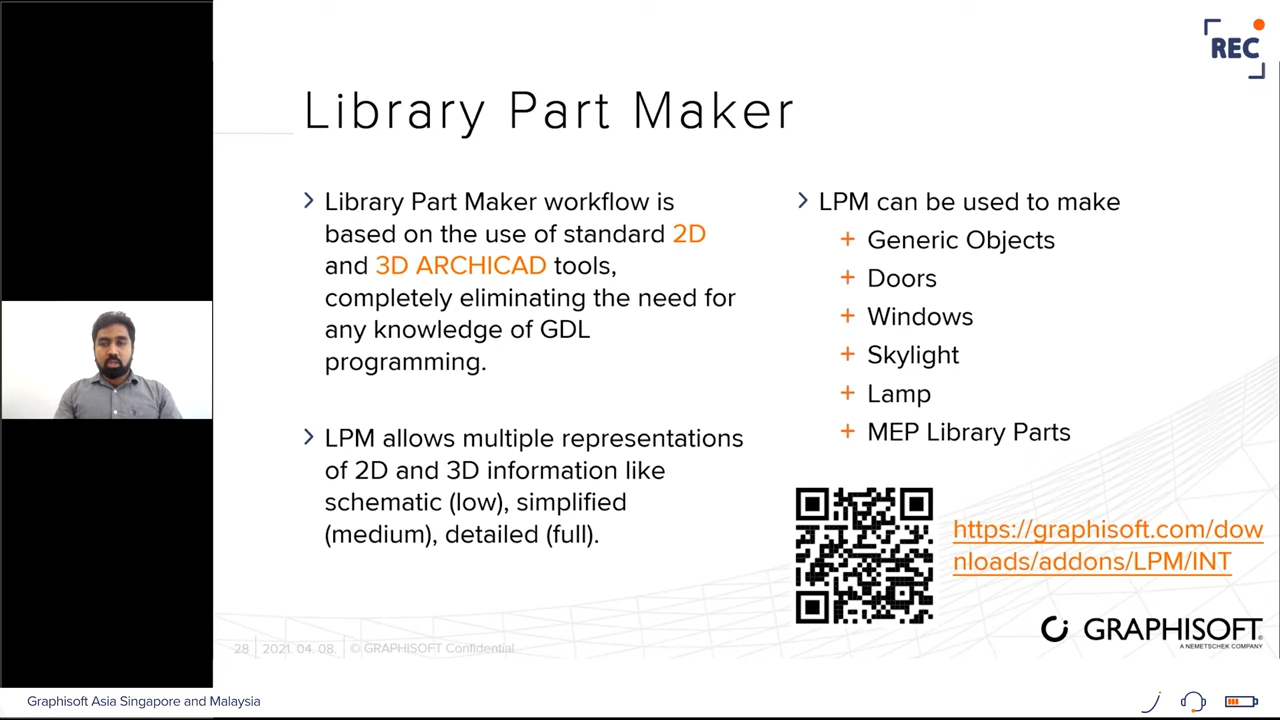 REC
Library Part Maker
Library Part Maker workflow is
based on the use of standard 2D
and 3D ARCHICAD tools,
completely eliminating the need for
any knowledge of GDL
programming.
LPM allows multiple representations
of 2D and 3D information like
schematic (low), simplified
(medium), detailed (full).
LPM can be used to make
+ Generic Objects
+ Doors
+ Windows
+ Skylight
+ Lamp
+ MEP Library Parts
https://graphisoft.com/dow
nloads/addons/LPM/INT
GRAPHISOFT®
A NEMETSCHEK COMPANY
28 2021. 04. 08. © GRAPHISOFT Confidential
Graphisoft Asia Singapore and Malaysia